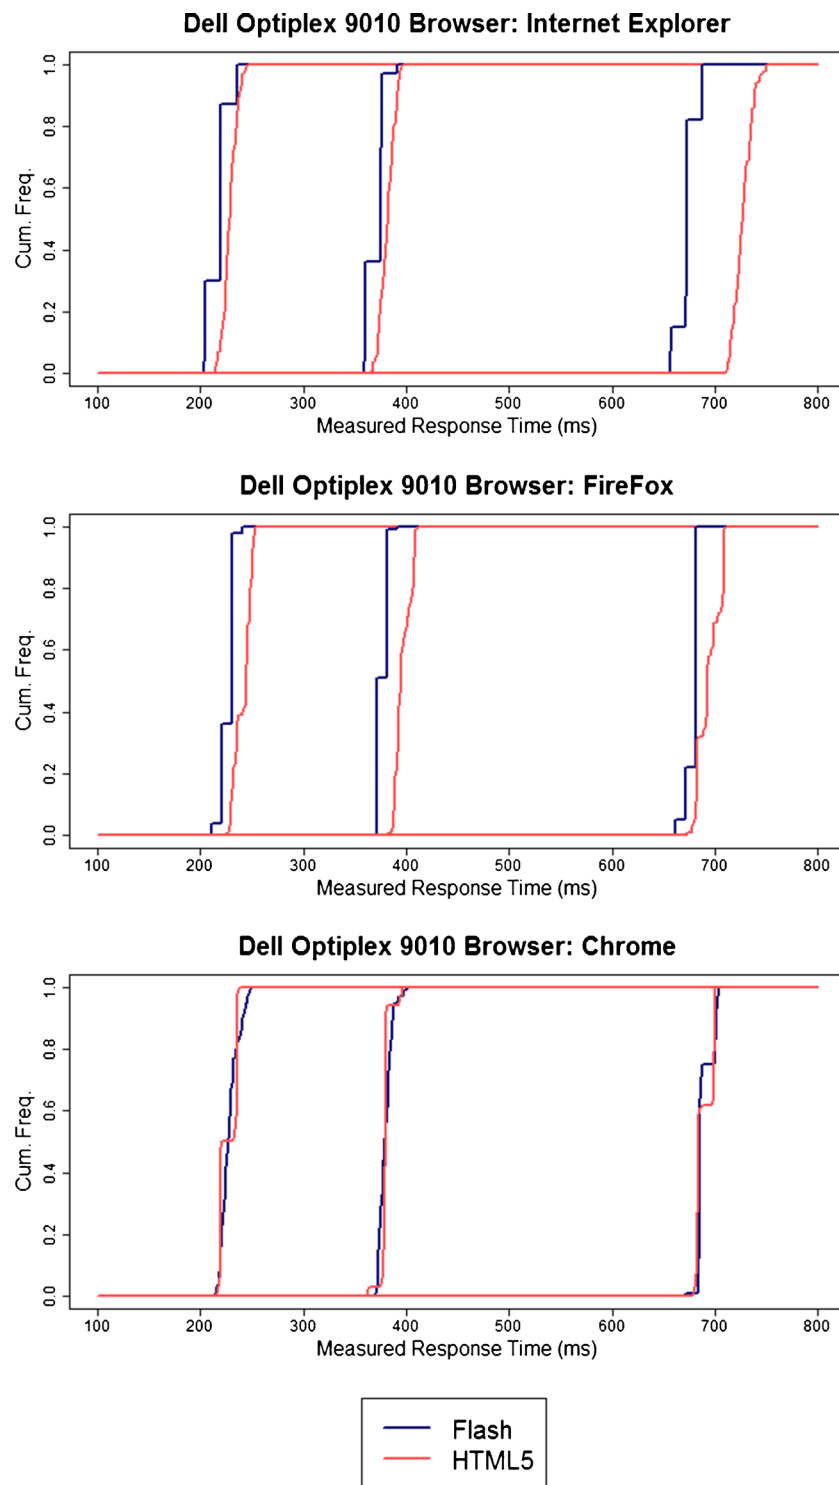 Dell Optiplex 9010 Browser: Internet Explorer
Cum. Freq.
0.0 0.2 0.4 0.6 0.8 1.0
100 200 300 400 500 600 700 800
Measured Response Time (ms)
Dell Optiplex 9010 Browser: FireFox
Cum. Freq.
0.0 0.2 0.4 0.6 0.8 1.0
100 200 300 400 500 600 700 800
Measured Response Time (ms)
Dell Optiplex 9010 Browser: Chrome
Cum. Freq.
0.0 0.2 0.4 0.6 0.8 1.0
100 200 300 400 500 600 700 800
Measured Response Time (ms)
Flash
HTML5